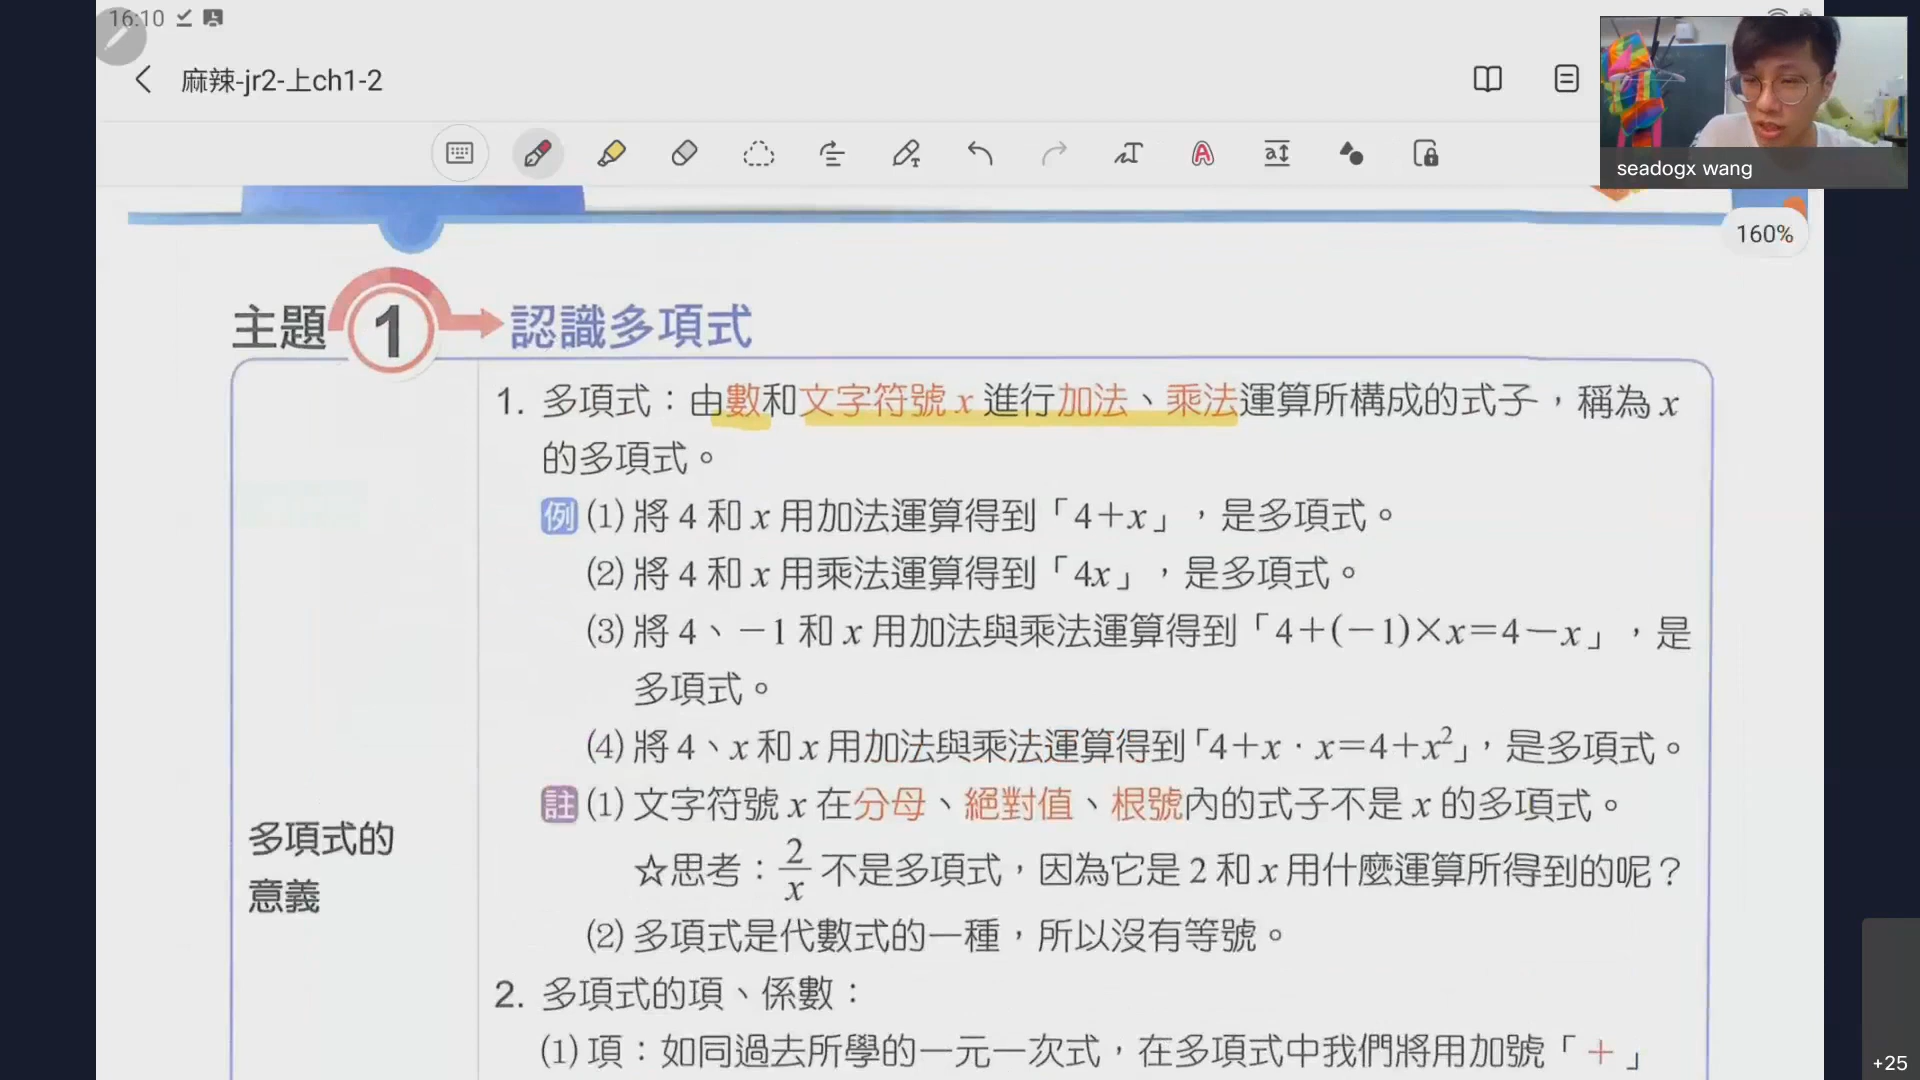 16:10
麻辣-jr2-上ch1-2
seadogx wang
160%
主題 1 認識多項式
1. 多項式：由數和文字符號 x 進行加法、乘法運算所構成的式子，稱為 x
的多項式。
例 (1) 將 4 和 x 用加法運算得到「4＋x」，是多項式。
(2) 將 4 和 x 用乘法運算得到「4x」，是多項式。
(3) 將 4、－1 和 x 用加法與乘法運算得到「4＋(－1)×x＝4－x」，是
多項式。
(4) 將 4、x 和 x 用加法與乘法運算得到「4＋x‧x＝4＋x²」，是多項式。
註 (1) 文字符號 x 在分母、絕對值、根號內的式子不是 x 的多項式。
多項式的
意義
☆思考：2/x 不是多項式，因為它是 2 和 x 用什麼運算所得到的呢？
(2) 多項式是代數式的一種，所以沒有等號。
2. 多項式的項、係數：
(1) 項：如同過去所學的一元一次式，在多項式中我們將用加號「＋」
+25